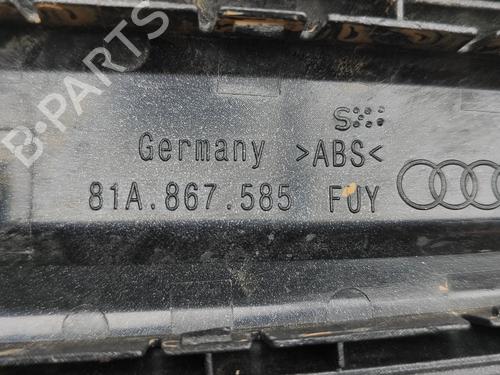 S
Germany >ABS<
81A.867.585 FUY
B-PARTS